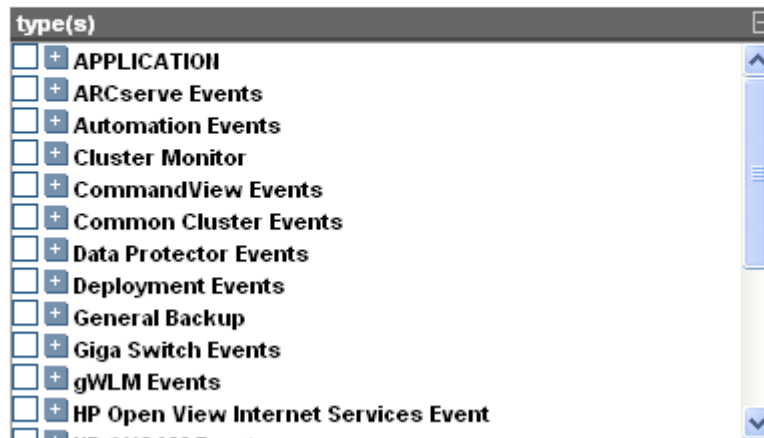 type(s)
APPLICATION
ARCserve Events
Automation Events
Cluster Monitor
CommandView Events
Common Cluster Events
Data Protector Events
Deployment Events
General Backup
Giga Switch Events
gWLM Events
HP Open View Internet Services Event